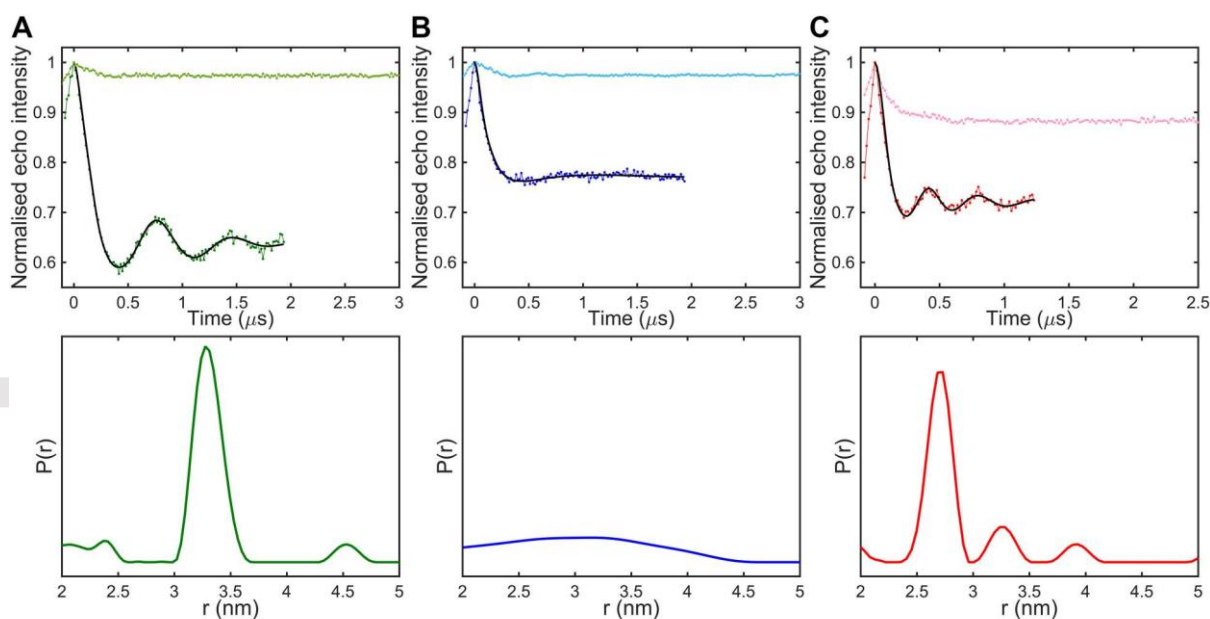 A
B
C
Normalised echo intensity
1
0.9
0.8
0.7
0.6
0 0.5 1 1.5 2 2.5 3
Time (μs)
Normalised echo intensity
1
0.9
0.8
0.7
0.6
0 0.5 1 1.5 2 2.5 3
Time (μs)
Normalised echo intensity
1
0.9
0.8
0.7
0.6
0 0.5 1 1.5 2 2.5
Time (μs)
P(r)
2 2.5 3 3.5 4 4.5 5
r (nm)
P(r)
2 2.5 3 3.5 4 4.5 5
r (nm)
P(r)
2 2.5 3 3.5 4 4.5 5
r (nm)